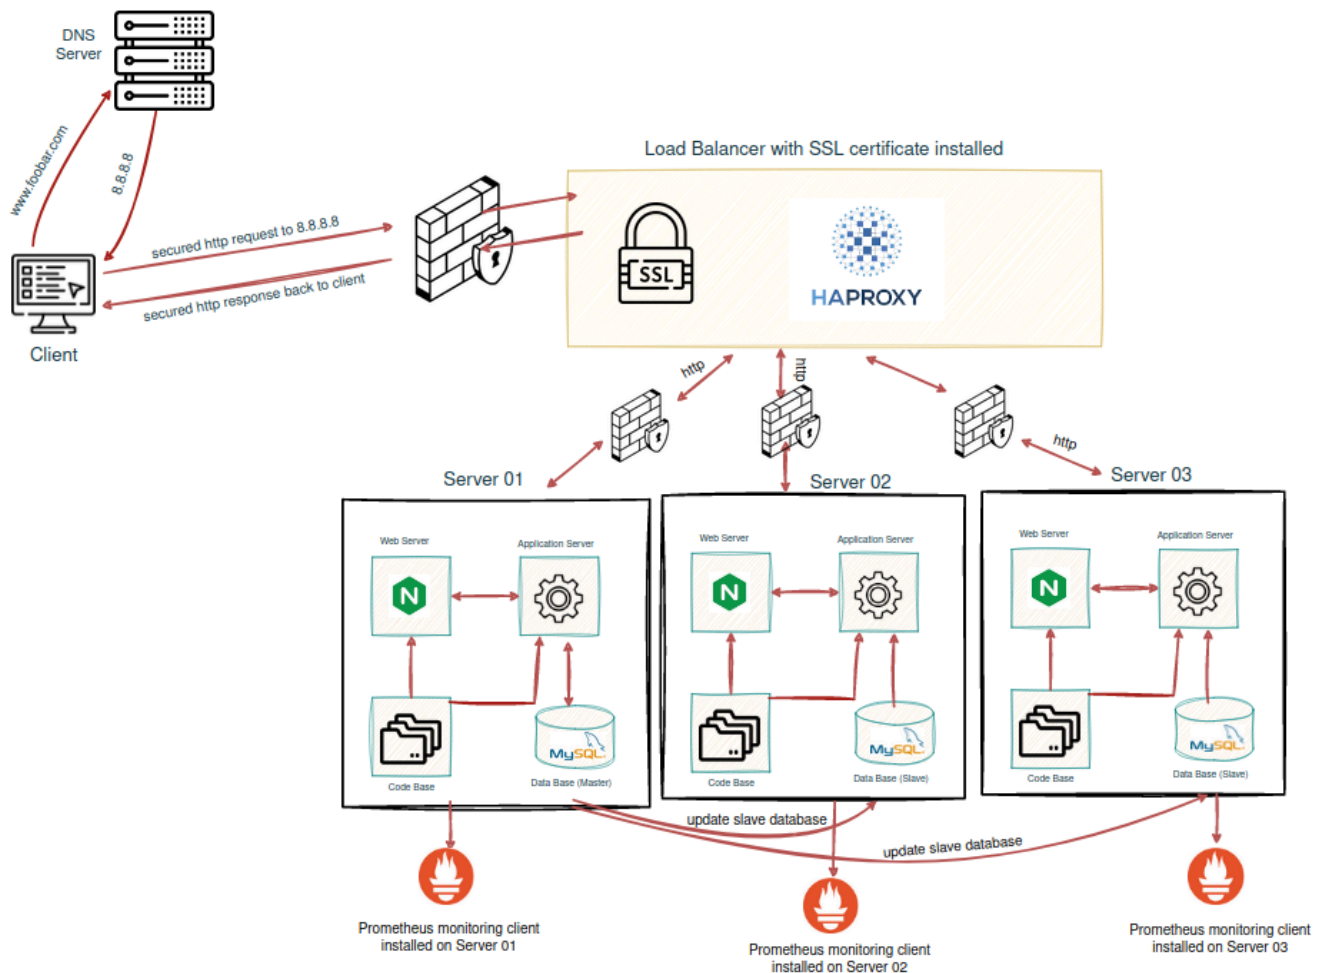 DNS
Server
www.foobar.com
8.8.8.8
Load Balancer with SSL certificate installed
secured http request to 8.8.8.8
secured http response back to client
Client
SSL
HAPROXY
http
http
http
Server 01
Server 02
Server 03
Web Server
Application Server
Web Server
Application Server
Web Server
Application Server
N
N
N
MySQL
MySQL
MySQL
Code Base
Data Base (Master)
Code Base
Data Base (Slave)
Code Base
Data Base (Slave)
update slave database
update slave database
Prometheus monitoring client
installed on Server 01
Prometheus monitoring client
installed on Server 02
Prometheus monitoring client
installed on Server 03